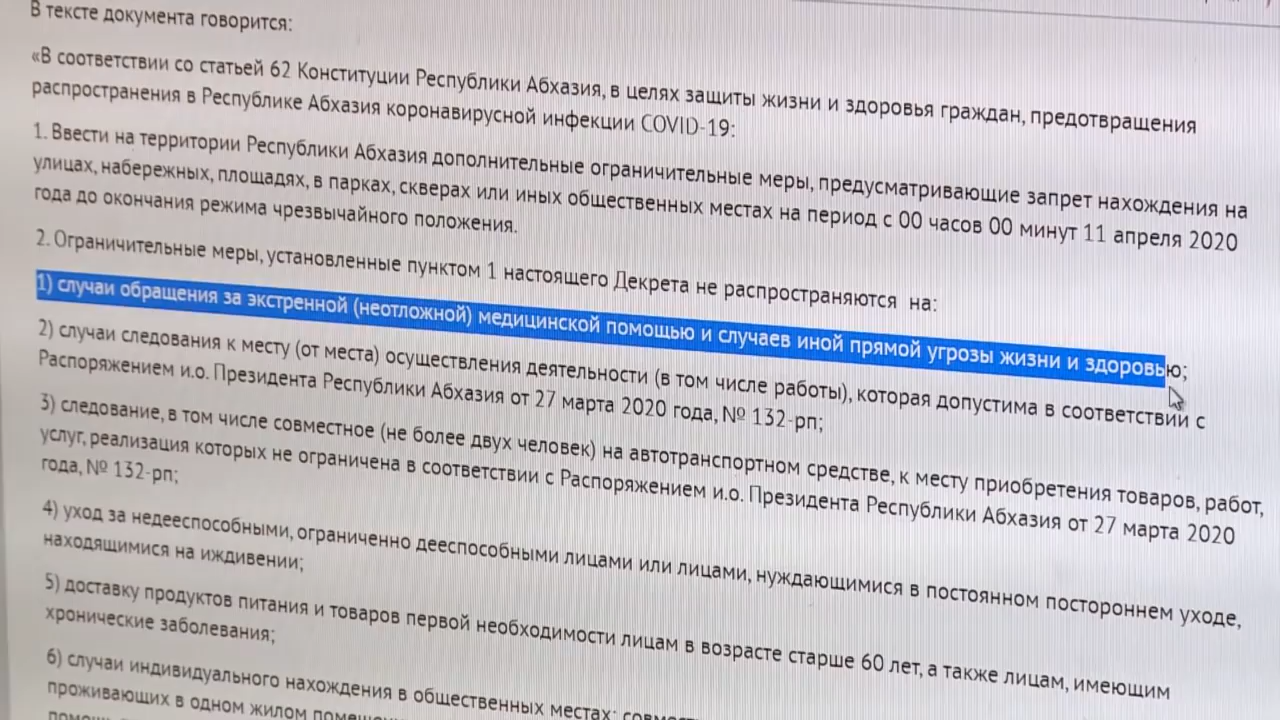 В тексте документа говорится:
«В соответствии со статьей 62 Конституции Республики Абхазия, в целях защиты жизни и здоровья граждан, предотвращения
распространения в Республике Абхазия коронавирусной инфекции COVID-19:
1. Ввести на территории Республики Абхазия дополнительные ограничительные меры, предусматривающие запрет нахождения на
улицах, набережных, площадях, в парках, скверах или иных общественных местах на период с 00 часов 00 минут 11 апреля 2020
года до окончания режима чрезвычайного положения.
2. Ограничительные меры, установленные пунктом 1 настоящего Декрета не распространяются на:
1) случаи обращения за экстренной (неотложной) медицинской помощью и случаев иной прямой угрозы жизни и здоровью;
2) случаи следования к месту (от места) осуществления деятельности (в том числе работы), которая допустима в соответствии с
Распоряжением и.о. Президента Республики Абхазия от 27 марта 2020 года, № 132-рп;
3) следование, в том числе совместное (не более двух человек) на автотранспортном средстве, к месту приобретения товаров, работ,
услуг, реализация которых не ограничена в соответствии с Распоряжением и.о. Президента Республики Абхазия от 27 марта 2020
года, № 132-рп;
4) уход за недееспособными, ограниченно дееспособными лицами или лицами, нуждающимися в постоянном постороннем уходе,
находящимися на иждивении;
5) доставку продуктов питания и товаров первой необходимости лицам в возрасте старше 60 лет, а также лицам, имеющим
хронические заболевания;
6) случаи индивидуального нахождения в общественных местах;
проживающих в одном жилом